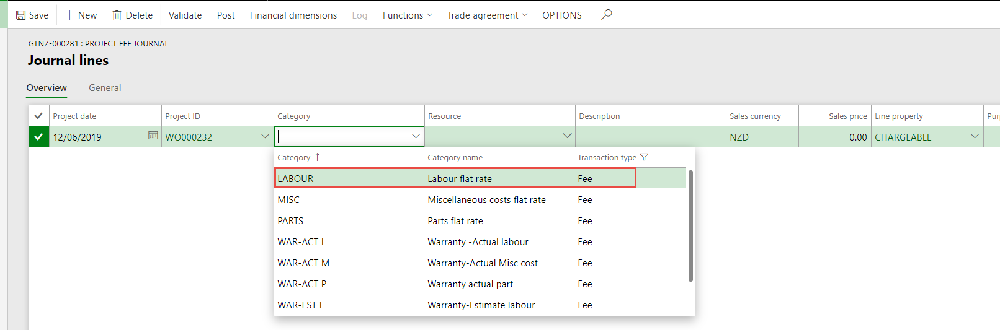 Save New Delete Validate Post Financial dimensions Log Functions Trade agreement OPTIONS
GTNZ-000281 : PROJECT FEE JOURNAL
Journal lines
Overview General
Project date Project ID Category Resource Description Sales currency Sales price Line property Pur
12/06/2019 WO000232 NZD 0.00 CHARGEABLE
Category Category name Transaction type
LABOUR Labour flat rate Fee
MISC Miscellaneous costs flat rate Fee
PARTS Parts flat rate Fee
WAR-ACT L Warranty -Actual labour Fee
WAR-ACT M Warranty-Actual Misc cost Fee
WAR-ACT P Warranty actual part Fee
WAR-EST L Warranty-Estimate labour Fee